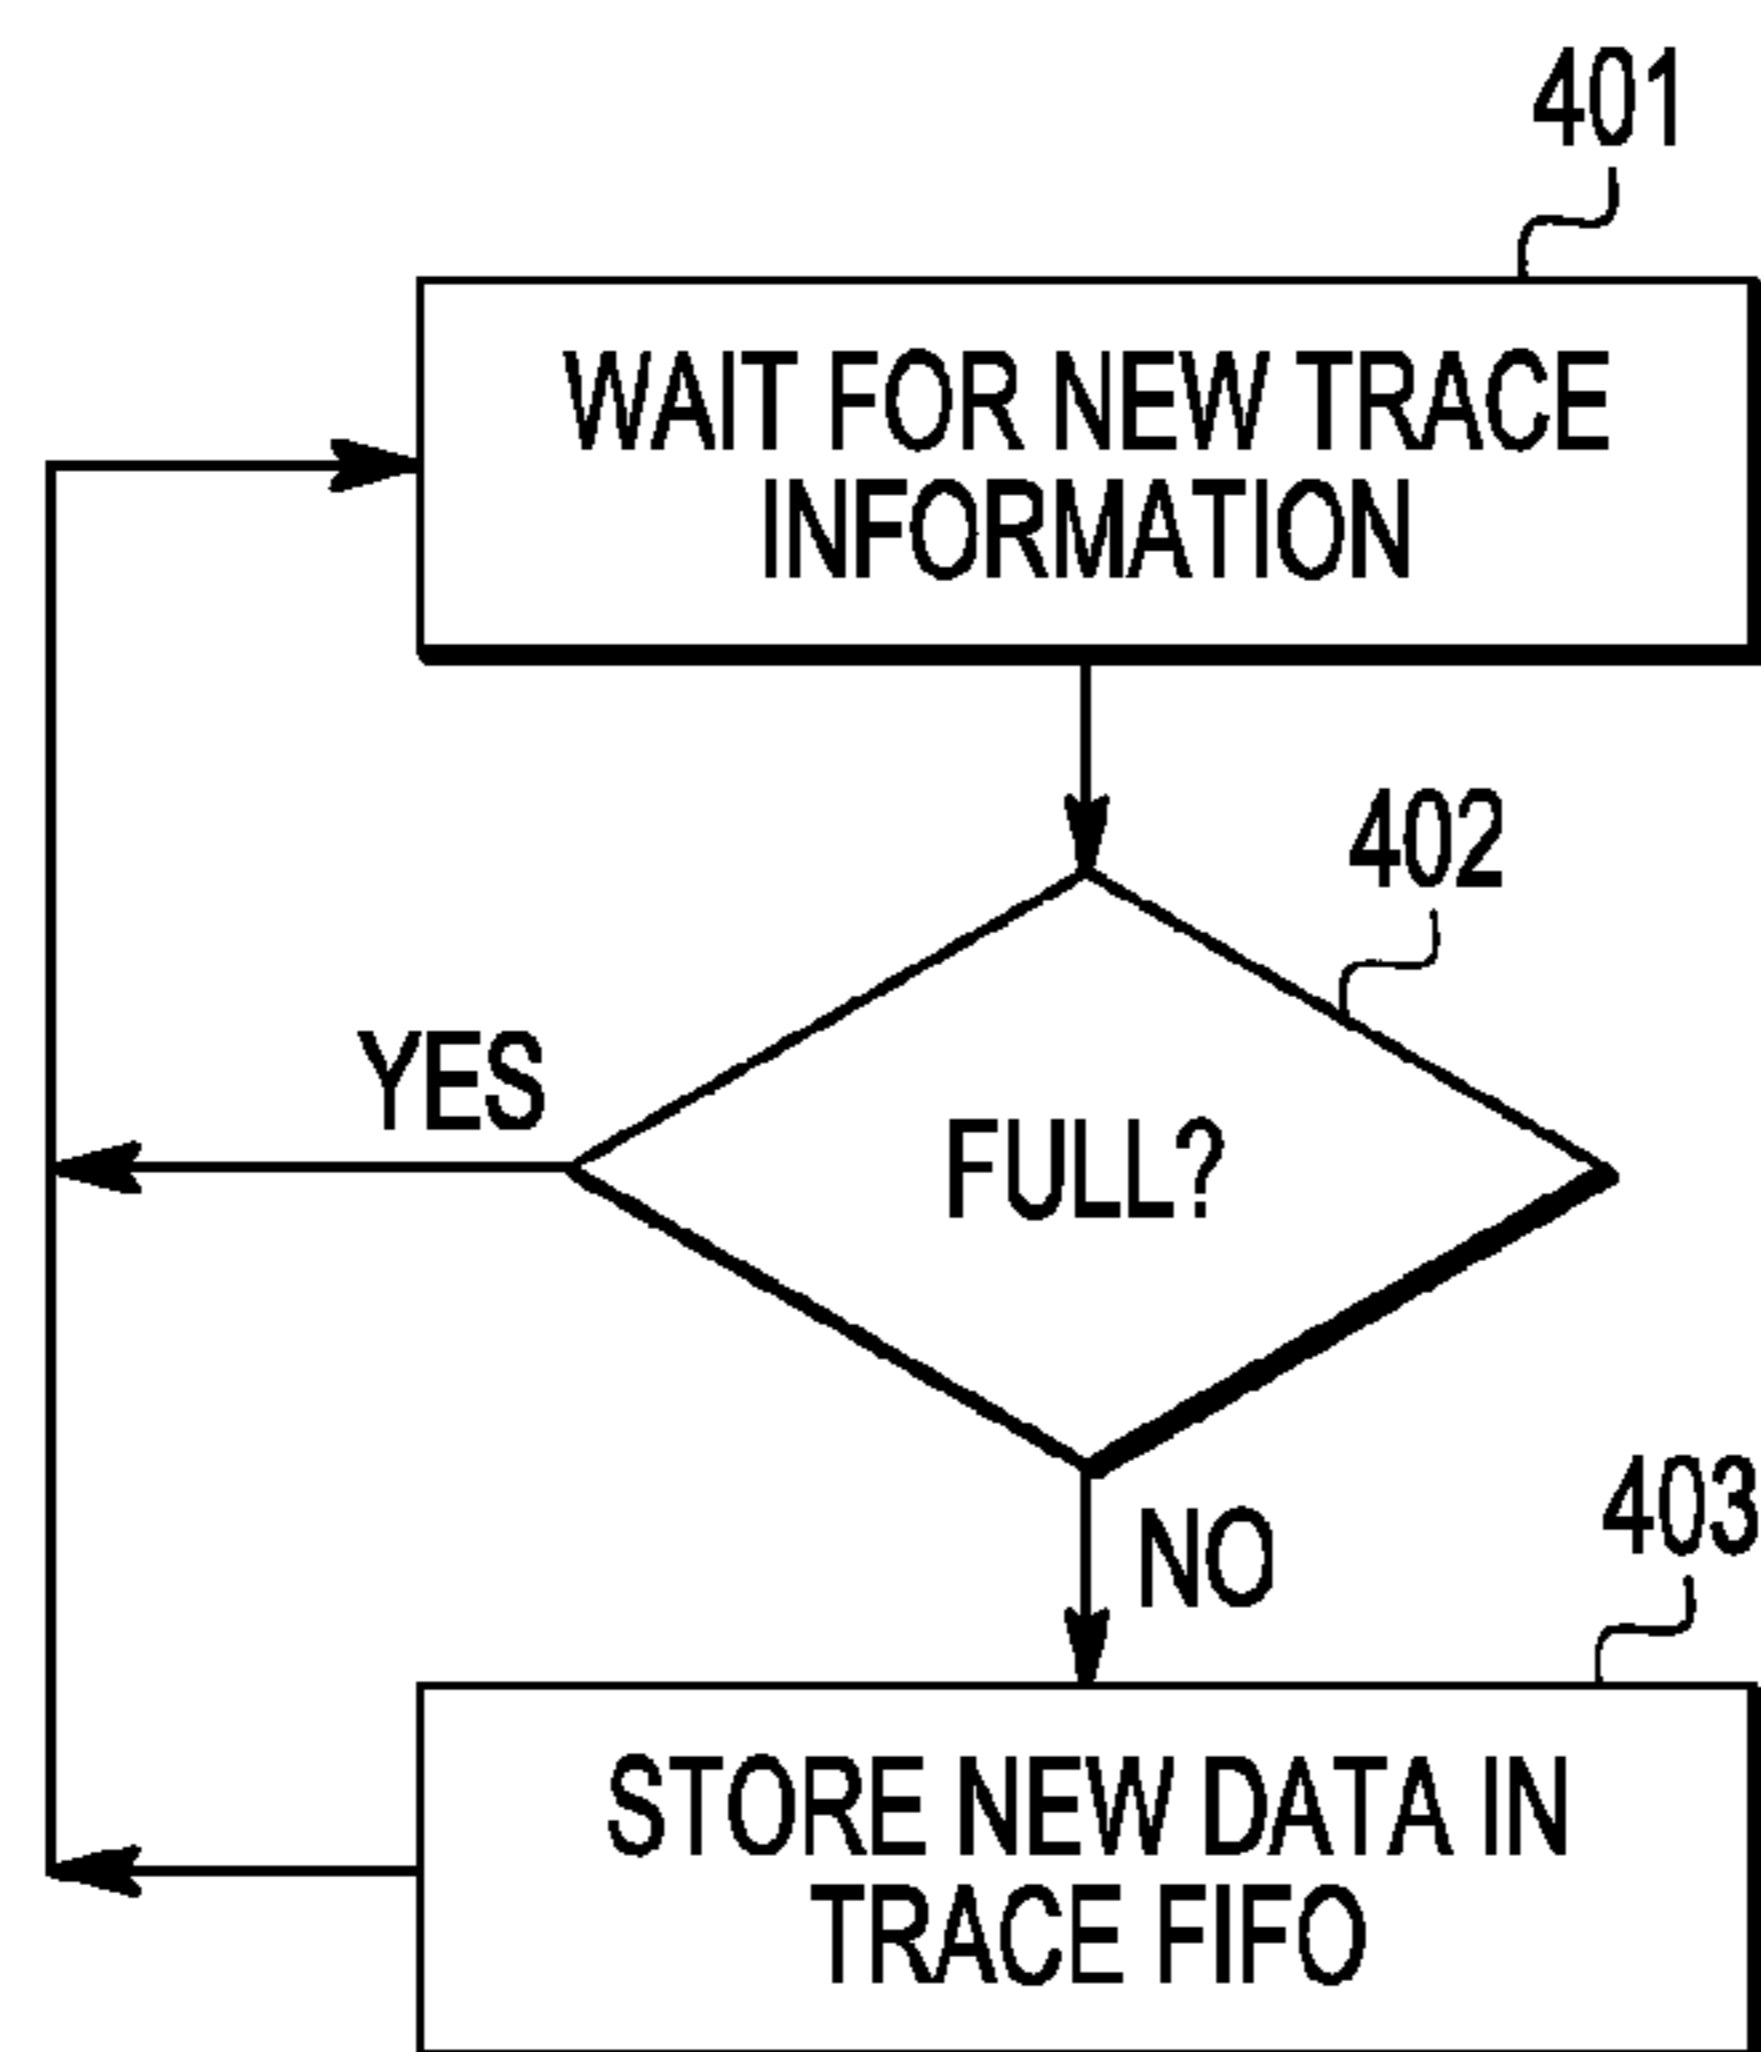 401
WAIT FOR NEW TRACE
INFORMATION
402
YES
FULL?
NO
403
STORE NEW DATA IN
TRACE FIFO